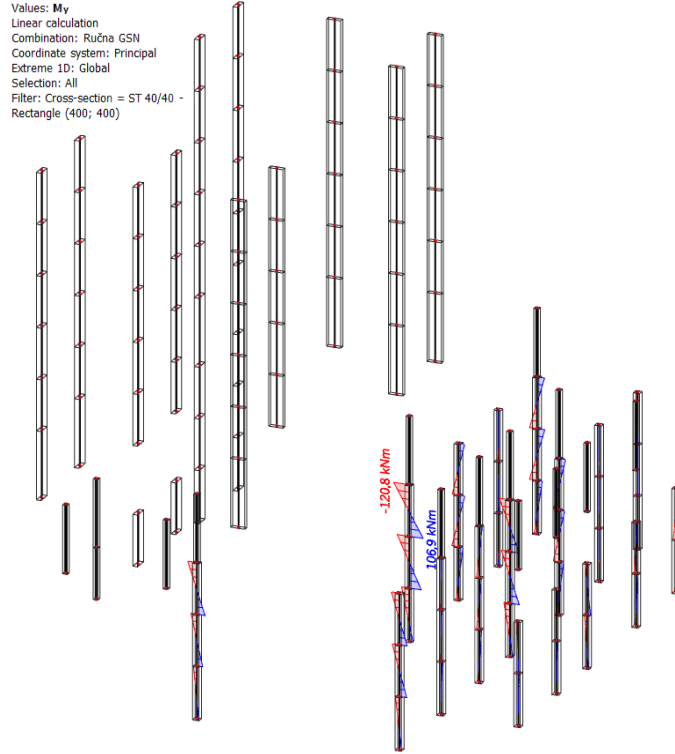 Values: My
Linear calculation
Combination: Ručna GSN
Coordinate system: Principal
Extreme 1D: Global
Selection: All
Filter: Cross-section = ST 40/40 -
Rectangle (400; 400)
-120,8 kNm
106,9 kNm